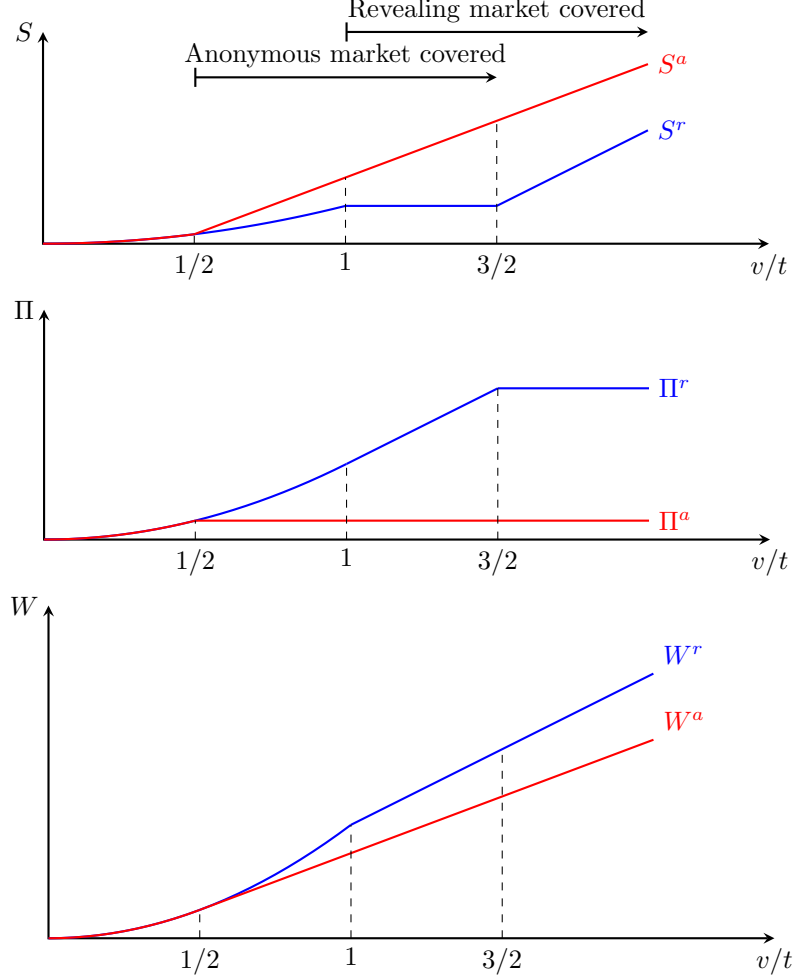 Revealing market covered
S
Anonymous market covered
S^a
S^r
1/2
1
3/2
v/t
Π
Π^r
Π^a
1/2
1
3/2
v/t
W
W^r
W^a
1/2
1
3/2
v/t